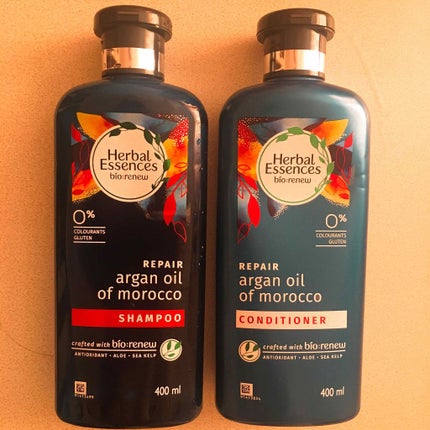 Herbal
Essences
bio:renew
0%
COLOURANTS
GLUTEN
REPAIR
argan oil
of morocco
SHAMPOO
crafted with bio:renew
ANTIOXIDANT • ALOE • SEA KELP
400 ml
Herbal
Essences
bio:renew
0%
COLOURANTS
GLUTEN
REPAIR
argan oil
of morocco
CONDITIONER
crafted with bio:renew
ANTIOXIDANT • ALOE • SEA KELP
400 ml